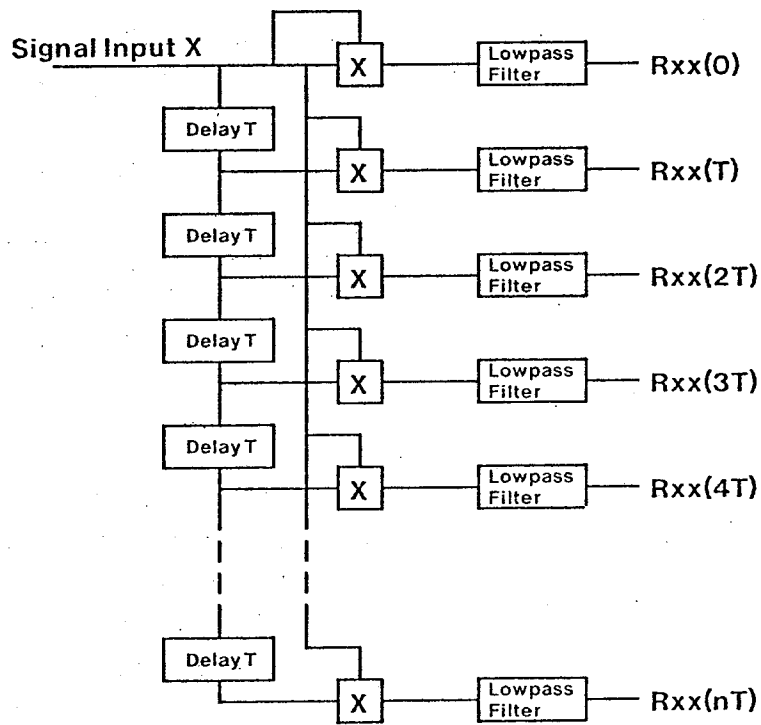 Signal Input X
X
Lowpass
Filter
Rxx(0)
Delay T
X
Lowpass
Filter
Rxx(T)
Delay T
X
Lowpass
Filter
Rxx(2T)
Delay T
X
Lowpass
Filter
Rxx(3T)
Delay T
X
Lowpass
Filter
Rxx(4T)
Delay T
X
Lowpass
Filter
Rxx(nT)